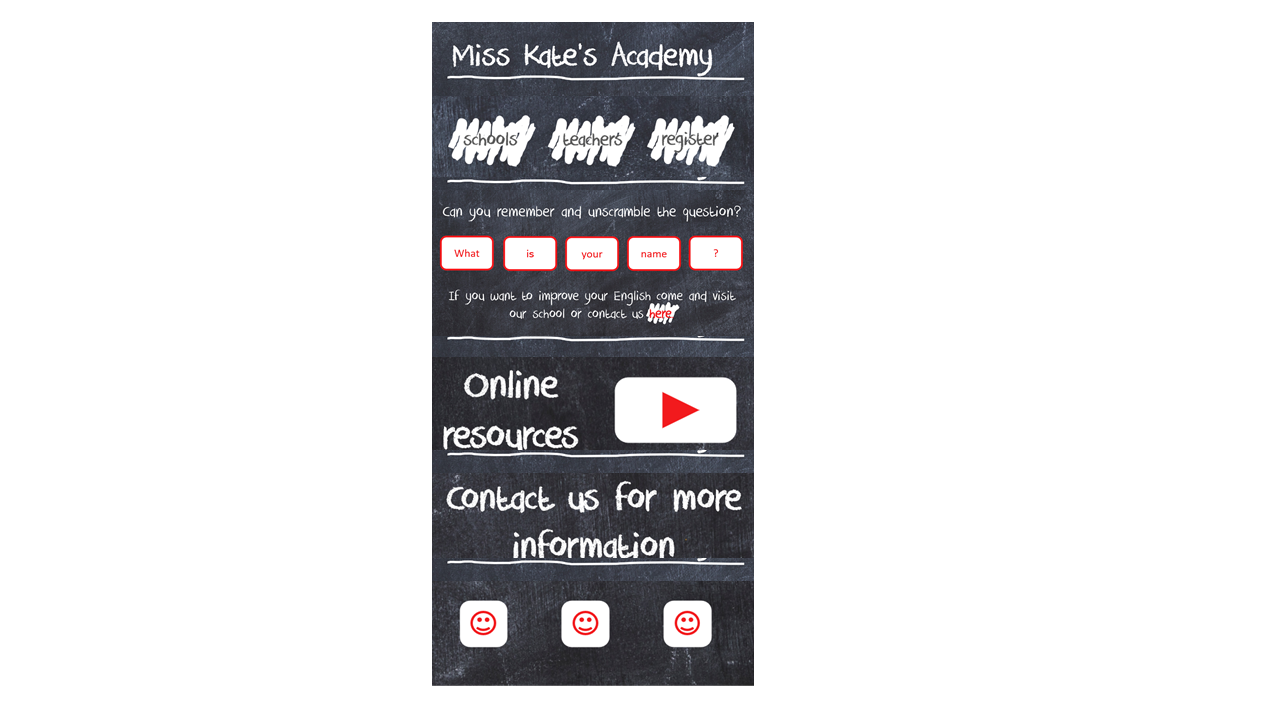 Miss Kate's Academy
schools teachers register
Can you remember and unscramble the question?
What is your name ?
If you want to improve your English come and visit
our school or contact us here
Online
resources
Contact us for more
information